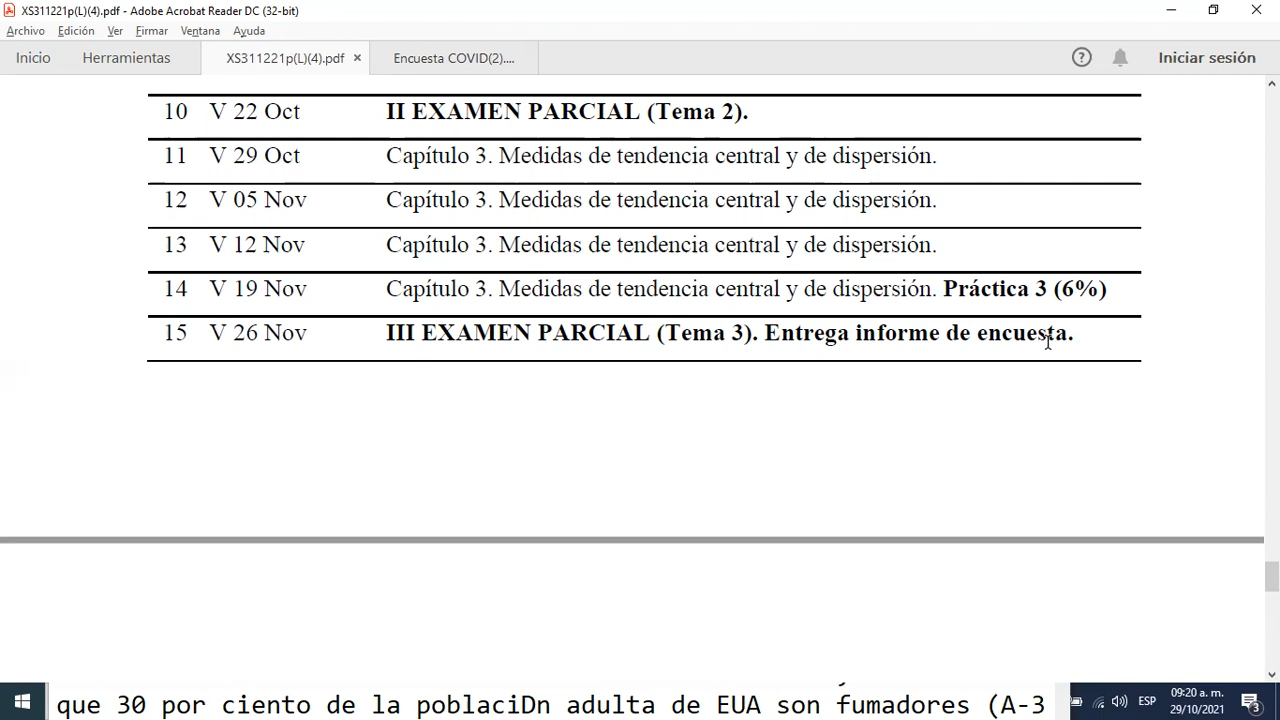 XS311221p(L)(4).pdf - Adobe Acrobat Reader DC (32-bit)
Archivo Edición Ver Firmar Ventana Ayuda
Inicio Herramientas XS311221p(L)(4).pdf × Encuesta COVID(2).... Iniciar sesión
10 V 22 Oct II EXAMEN PARCIAL (Tema 2).
11 V 29 Oct Capítulo 3. Medidas de tendencia central y de dispersión.
12 V 05 Nov Capítulo 3. Medidas de tendencia central y de dispersión.
13 V 12 Nov Capítulo 3. Medidas de tendencia central y de dispersión.
14 V 19 Nov Capítulo 3. Medidas de tendencia central y de dispersión. Práctica 3 (6%)
15 V 26 Nov III EXAMEN PARCIAL (Tema 3). Entrega informe de encuesta.
que 30 por ciento de la poblaciDn adulta de EUA son fumadores (A-3
ESP
09:20 a. m.
29/10/2021
3